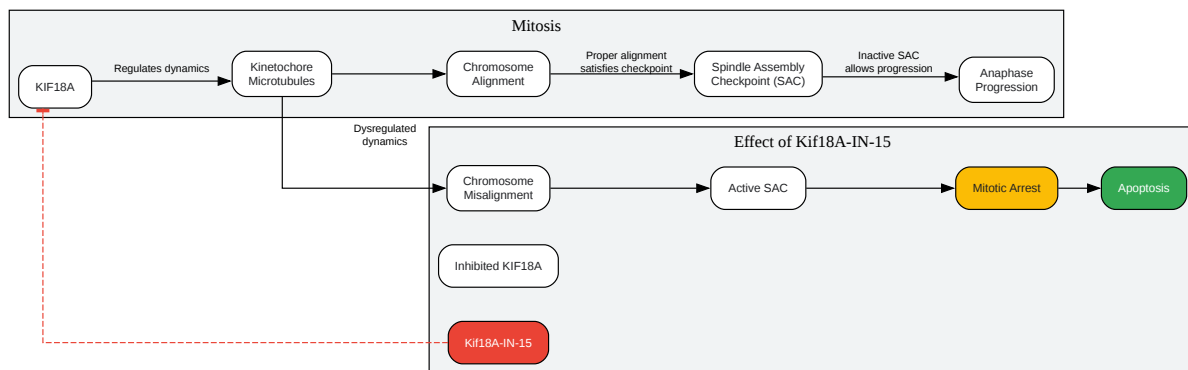 Mitosis
KIF18A
Regulates dynamics
Kinetochore
Microtubules
Chromosome
Alignment
Proper alignment
satisfies checkpoint
Spindle Assembly
Checkpoint (SAC)
Inactive SAC
allows progression
Anaphase
Progression
Dysregulated
dynamics
Effect of Kif18A-IN-15
Chromosome
Misalignment
Active SAC
Mitotic Arrest
Apoptosis
Inhibited KIF18A
Kif18A-IN-15